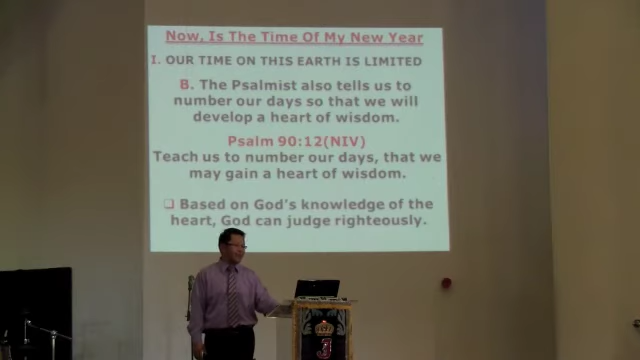 Now, Is The Time Of My New Year
I. OUR TIME ON THIS EARTH IS LIMITED
B. The Psalmist also tells us to
number our days so that we will
develop a heart of wisdom.
Psalm 90:12(NIV)
Teach us to number our days, that we
may gain a heart of wisdom.
❑ Based on God's knowledge of the
heart, God can judge righteously.
J